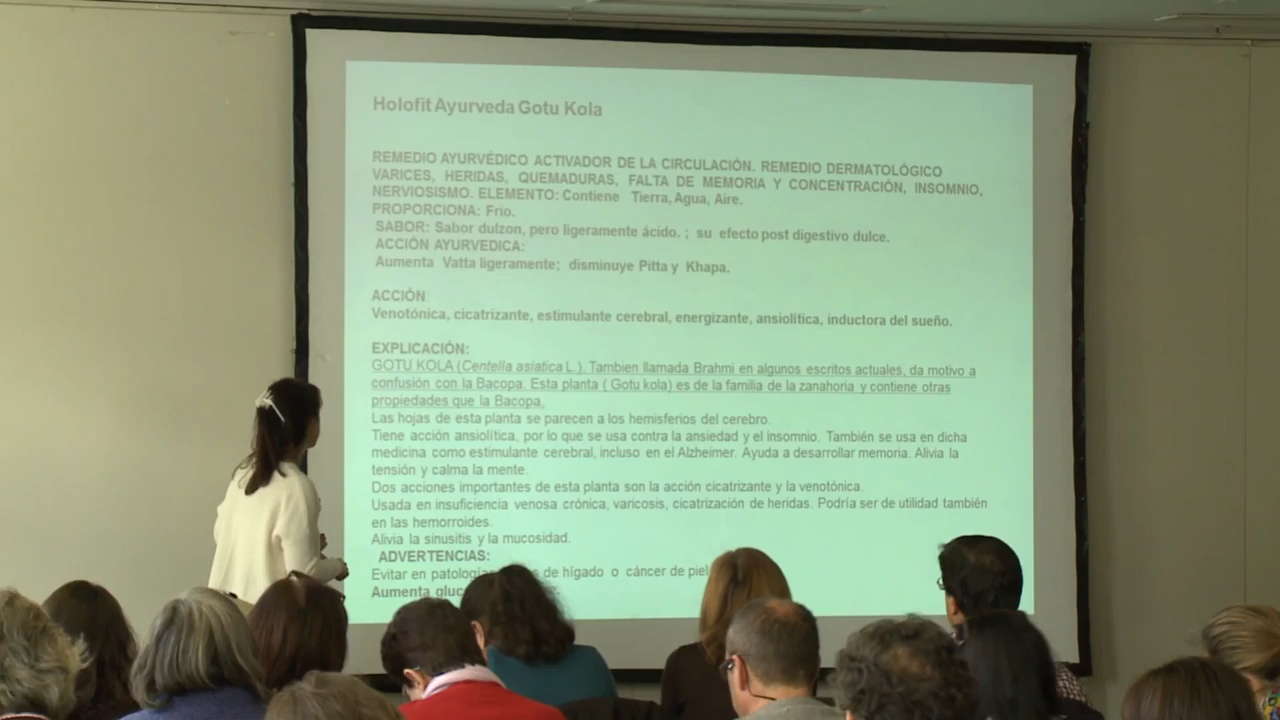 Holofit Ayurveda Gotu Kola
REMEDIO AYURVÉDICO ACTIVADOR DE LA CIRCULACIÓN. REMEDIO DERMATOLÓGICO
VARICES, HERIDAS, QUEMADURAS, FALTA DE MEMORIA Y CONCENTRACIÓN, INSOMNIO,
NERVIOSISMO. ELEMENTO: Contiene Tierra, Agua, Aire.
PROPORCIONA: Frio.
SABOR: Sabor dulzon, pero ligeramente ácido. ; su efecto post digestivo dulce.
ACCIÓN AYURVEDICA:
Aumenta Vatta ligeramente; disminuye Pitta y Khapa.
ACCIÓN:
Venotónica, cicatrizante, estimulante cerebral, energizante, ansiolítica, inductora del sueño.
EXPLICACIÓN:
GOTU KOLA (Centella asiatica L.). Tambien llamada Brahmi en algunos escritos actuales, da motivo a
confusión con la Bacopa. Esta planta ( Gotu kola) es de la familia de la zanahoria y contiene otras
propiedades que la Bacopa.
Las hojas de esta planta se parecen a los hemisferios del cerebro.
Tiene acción ansiolítica, por lo que se usa contra la ansiedad y el insomnio. También se usa en dicha
medicina como estimulante cerebral, incluso en el Alzheimer. Ayuda a desarrollar memoria. Alivia la
tensión y calma la mente.
Dos acciones importantes de esta planta son la acción cicatrizante y la venotónica.
Usada en insuficiencia venosa crónica, varicosis, cicatrización de heridas. Podría ser de utilidad también
en las hemorroides.
Alivia la sinusitis y la mucosidad.
ADVERTENCIAS:
Evitar en de hígado o cáncer de piel
Aumenta